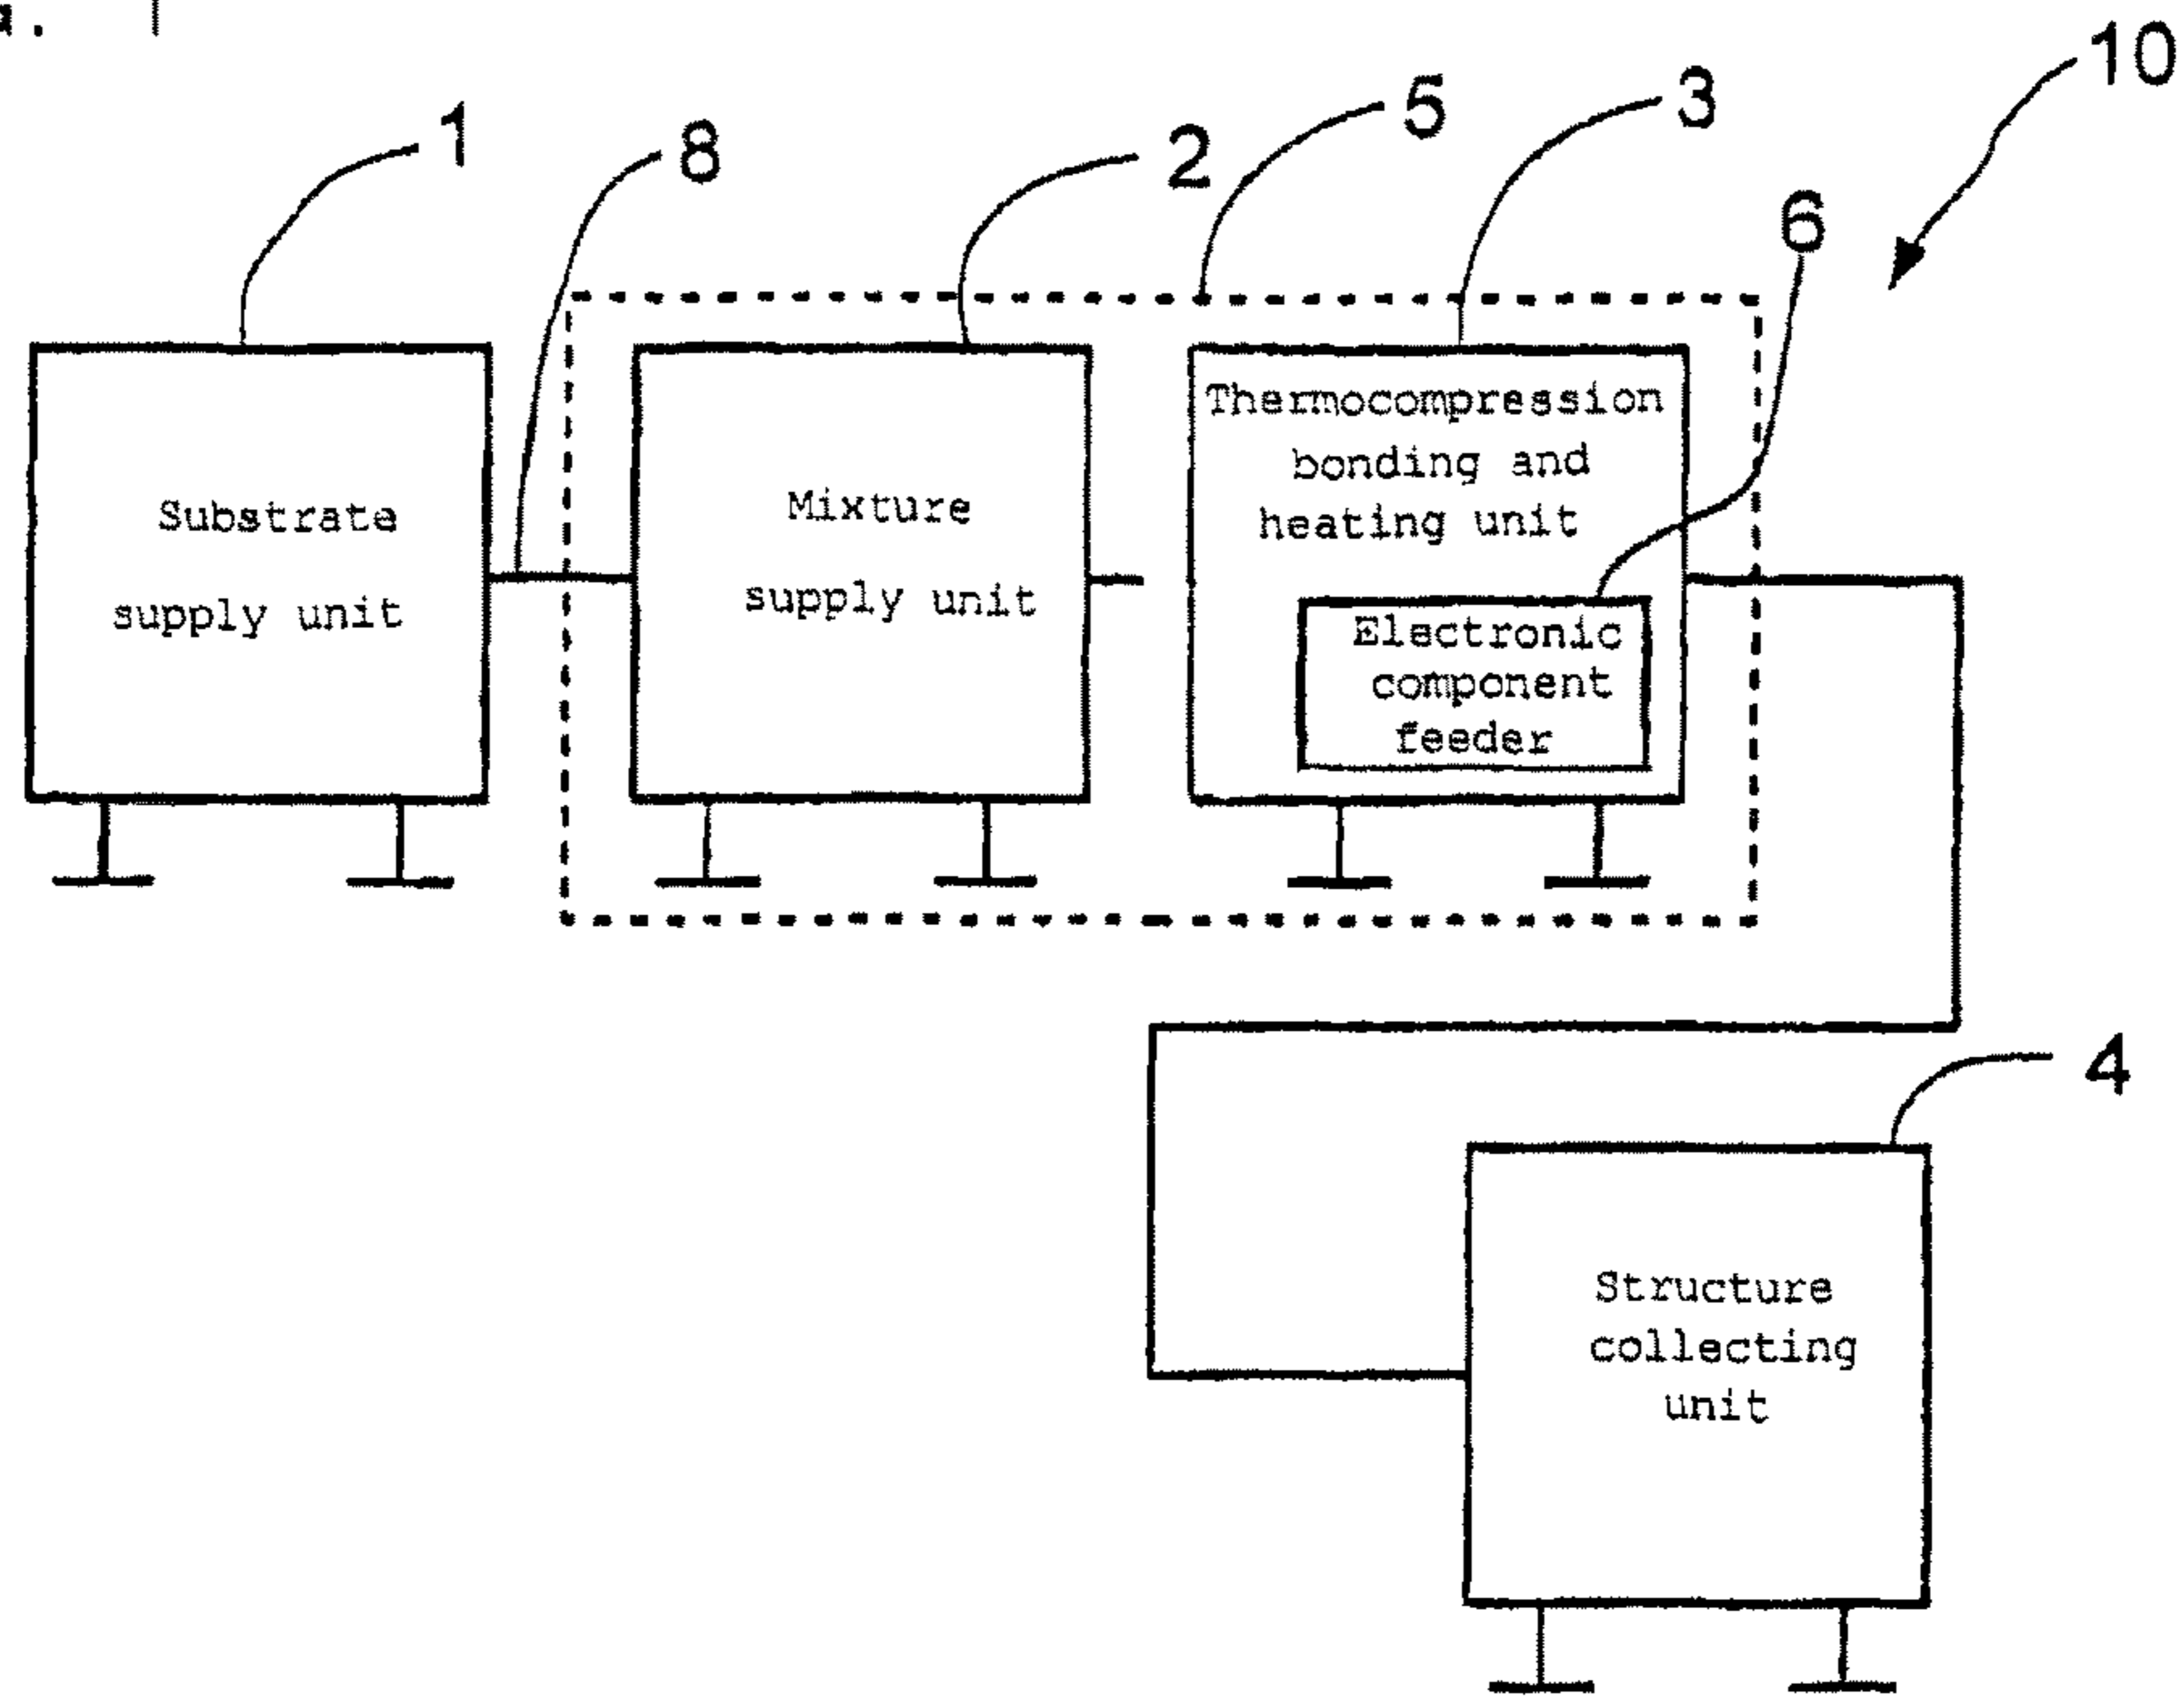 10
5
3
1
8
2
6
Substrate
supply unit
Mixture
supply unit
Thermocompression
bonding and
heating unit
Electronic
component
feeder
4
Structure
collecting
unit